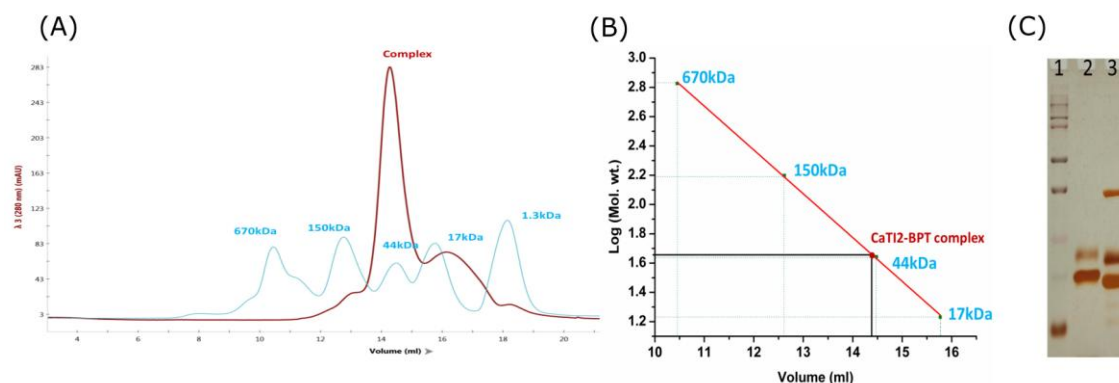 (A)
Complex
283
243
203
163
123
83
43
3
λ 3 (280 nm) (mAU)
670kDa
150kDa
44kDa
17kDa
1.3kDa
4 6 8 10 12 14 16 18 20
Volume (ml)
(B)
3.0
2.8
2.6
2.4
2.2
2.0
1.8
1.6
1.4
1.2
Log (Mol. wt.)
670kDa
150kDa
CaTI2-BPT complex
44kDa
17kDa
10 11 12 13 14 15 16
Volume (ml)
(C)
1 2 3